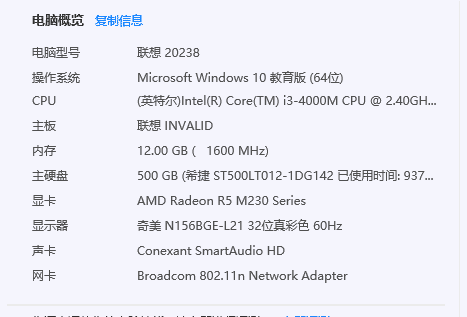 电脑概览 复制信息
电脑型号 联想 20238
操作系统 Microsoft Windows 10 教育版 (64位)
CPU (英特尔)Intel(R) Core(TM) i3-4000M CPU @ 2.40GH...
主板 联想 INVALID
内存 12.00 GB ( 1600 MHz)
主硬盘 500 GB (希捷 ST500LT012-1DG142 已使用时间: 937...
显卡 AMD Radeon R5 M230 Series
显示器 奇美 N156BGE-L21 32位真彩色 60Hz
声卡 Conexant SmartAudio HD
网卡 Broadcom 802.11n Network Adapter